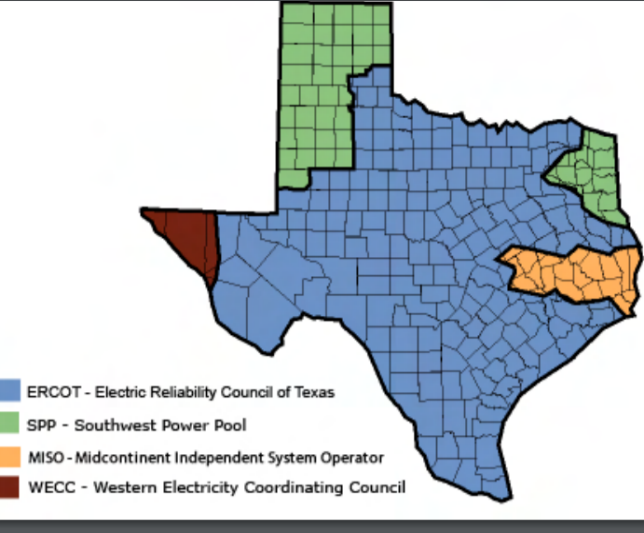 ERCOT - Electric Reliability Council of Texas
SPP - Southwest Power Pool
MISO - Midcontinent Independent System Operator
WECC - Western Electricity Coordinating Council